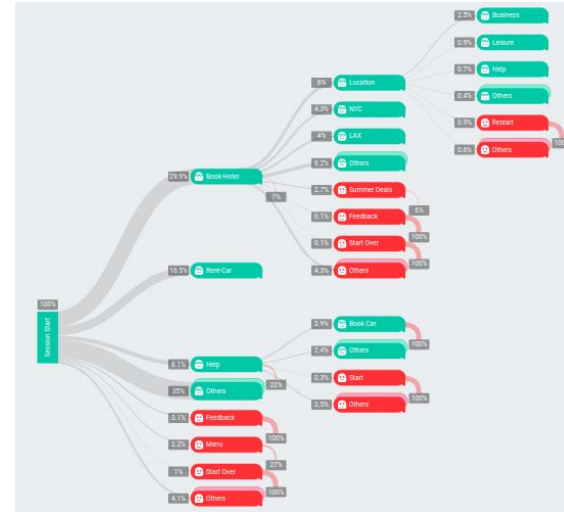 2.5% Business
0.9% Leisure
0.7% Help
0.4% Others
0.9% Restart
100%
0.6% Others
6% Location
4.3% NYC
4% LAX
6.2% Others
29.9% Book-Hotel
7%
2.7% Summer Deals
6%
0.1% Feedback
100%
0.1% Start Over
100%
4.3% Others
16.5% Rent-Car
100%
Session Start
2.9% Book Car
100%
2.4% Others
8.1% Help
22%
0.3% Start
100%
2.5% Others
35% Others
3.1% Feedback
100%
3.2% Menu
27%
1% Start Over
100%
4.1% Others